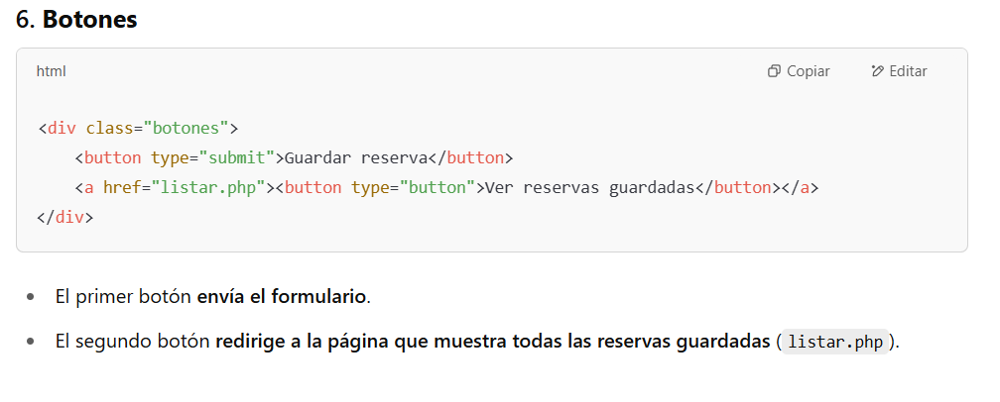 6. Botones
html
Copiar
Editar
<div class="botones">
    <button type="submit">Guardar reserva</button>
    <a href="listar.php"><button type="button">Ver reservas guardadas</button></a>
</div>
• El primer botón envía el formulario.
• El segundo botón redirige a la página que muestra todas las reservas guardadas (listar.php).